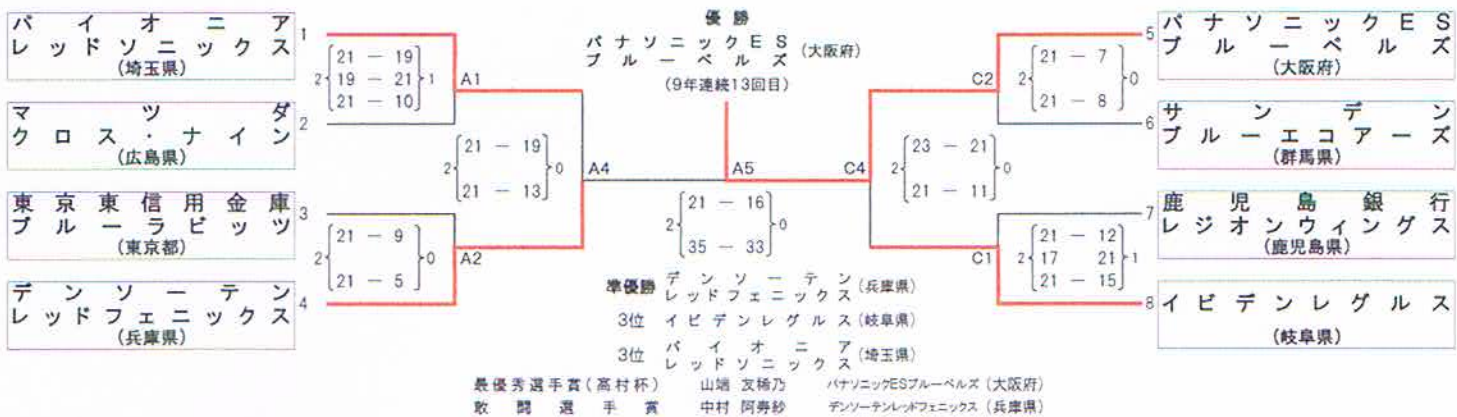 パイオニア
レッドソニックス
(埼玉県)
1
マツダ
クロス・ナイン
(広島県)
2
東京東信用金庫
ブルーラビッツ
(東京都)
3
デンソーテン
レッドフェニックス
(兵庫県)
4
21 － 19
2 19 － 21 1
21 － 10
A1
21 － 9
2 0
21 － 5
A2
21 － 19
2 0
21 － 13
A4
優勝
パナソニックES
ブルーベルズ
(大阪府)
(9年連続13回目)
A5
21 － 16
2 0
35 － 33
準優勝 デンソーテン
レッドフェニックス (兵庫県)
3位 イビデンレグルス (岐阜県)
3位 パイオニア
レッドソニックス (埼玉県)
C4
23 － 21
2 0
21 － 11
C2
21 － 7
2 0
21 － 8
C1
21 － 12
2 17 21 1
21 － 15
5
パナソニックES
ブルーベルズ
(大阪府)
6
サンデン
ブルーエコアーズ
(群馬県)
7
鹿児島銀行
レジオンウィングス
(鹿児島県)
8
イビデンレグルス
(岐阜県)
最優秀選手賞(高村杯) 山端 友稀乃 パナソニックESブルーベルズ (大阪府)
敢闘選手賞 中村 阿寿紗 デンソーテンレッドフェニックス (兵庫県)